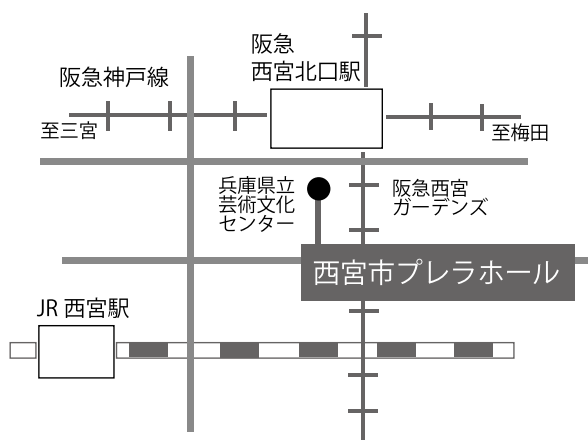 阪急
西宮北口駅
阪急神戸線
至三宮
至梅田
兵庫県立
芸術文化
センター
阪急西宮
ガーデンズ
西宮市プレラホール
JR 西宮駅